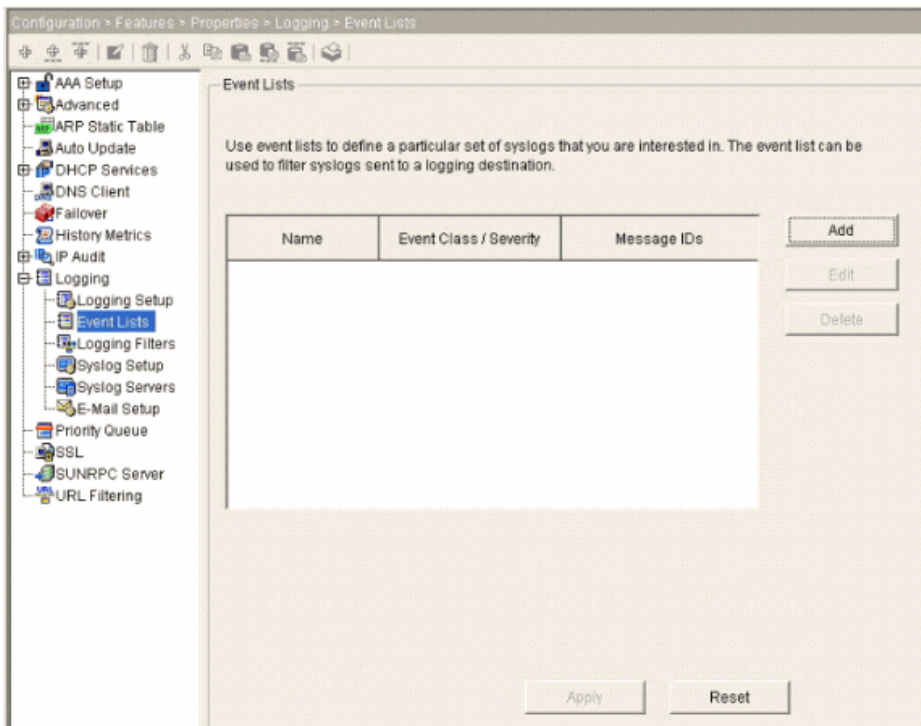 Configuration > Features > Properties > Logging > Event Lists
AAA Setup
Advanced
ARP Static Table
Auto Update
DHCP Services
DNS Client
Failover
History Metrics
IP Audit
Logging
Logging Setup
Event Lists
Logging Filters
Syslog Setup
Syslog Servers
E-Mail Setup
Priority Queue
SSL
SUNRPC Server
URL Filtering
Event Lists
Use event lists to define a particular set of syslogs that you are interested in. The event list can be
used to filter syslogs sent to a logging destination.
Name Event Class / Severity Message IDs
Add
Edit
Delete
Apply Reset